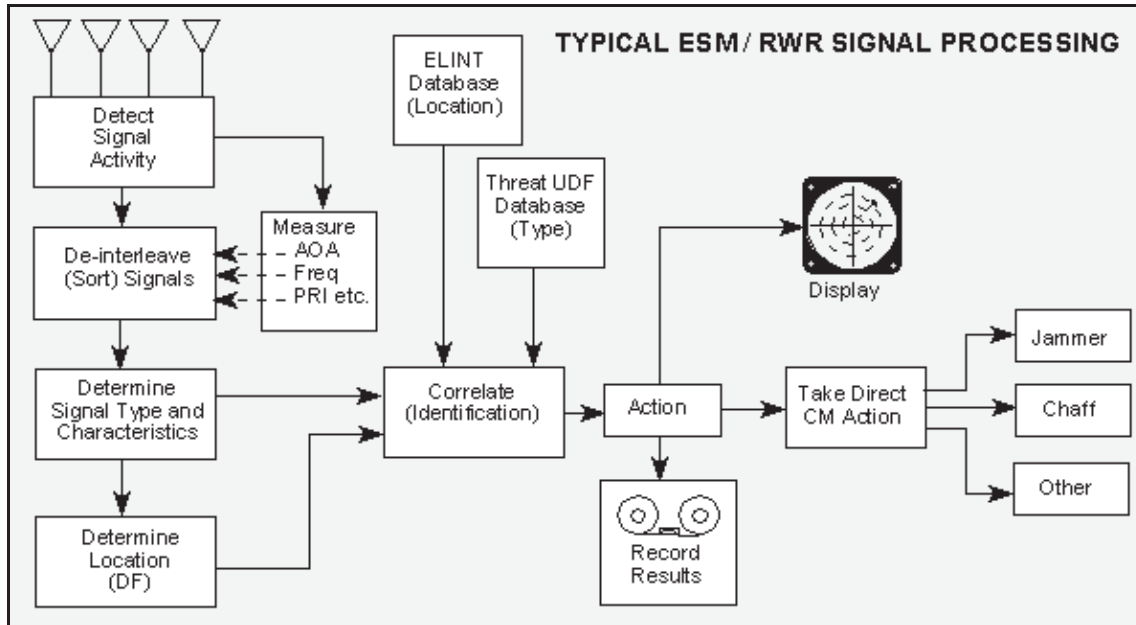 TYPICAL ESM / RWR SIGNAL PROCESSING
Detect
Signal
Activity
ELINT
Database
(Location)
Threat UDF
Database
(Type)
Measure
AOA
Freq
PRI etc.
De-interleave
(Sort) Signals
Display
Determine
Signal Type and
Characteristics
Correlate
(Identification)
Action
Take Direct
CM Action
Jammer
Chaff
Other
Determine
Location
(DF)
Record
Results